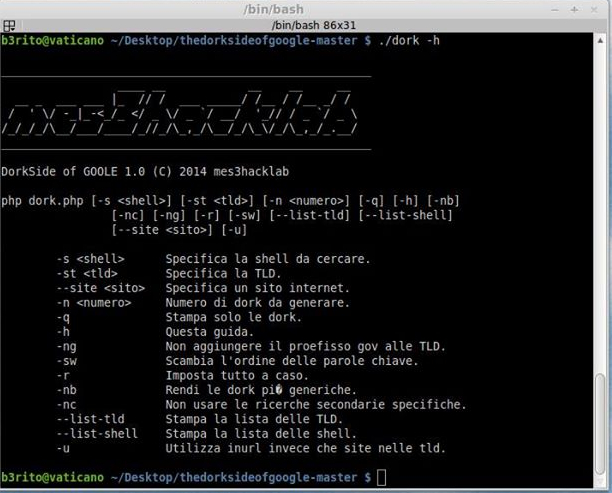 /bin/bash
/bin/bash 86x31
b3rito@vaticano ~/Desktop/thedorksideofgoogle-master $ ./dork -h
mes3hacklab
DorkSide of GOOLE 1.0 (C) 2014 mes3hacklab
php dork.php [-s <shell>] [-st <tld>] [-n <numero>] [-q] [-h] [-nb]
[-nc] [-ng] [-r] [-sw] [--list-tld] [--list-shell]
[--site <sito>] [-u]
-s <shell> Specifica la shell da cercare.
-st <tld> Specifica la TLD.
--site <sito> Specifica un sito internet.
-n <numero> Numero di dork da generare.
-q Stampa solo le dork.
-h Questa guida.
-ng Non aggiungere il proefisso gov alle TLD.
-sw Scambia l'ordine delle parole chiave.
-r Imposta tutto a caso.
-nb Rendi le dork pi� generiche.
-nc Non usare le ricerche secondarie specifiche.
--list-tld Stampa la lista delle TLD.
--list-shell Stampa la lista delle shell.
-u Utilizza inurl invece che site nelle tld.
b3rito@vaticano ~/Desktop/thedorksideofgoogle-master $